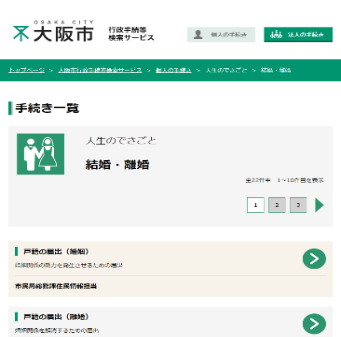 OSAKA CITY
大阪市
行政手続等
検索サービス
個人の手続き
法人の手続き
トップページ > 大阪市行政手続等検索サービス > 個人の手続き > 人生のできごと > 結婚・離婚
手続き一覧
人生のできごと
結婚・離婚
全23件中 1～10件目を表示
1 2 3
戸籍の届出（婚姻）
婚姻関係の効力を発生させるための届出
市民局総務課住民情報担当
戸籍の届出（離婚）
婚姻関係を解消するための届出